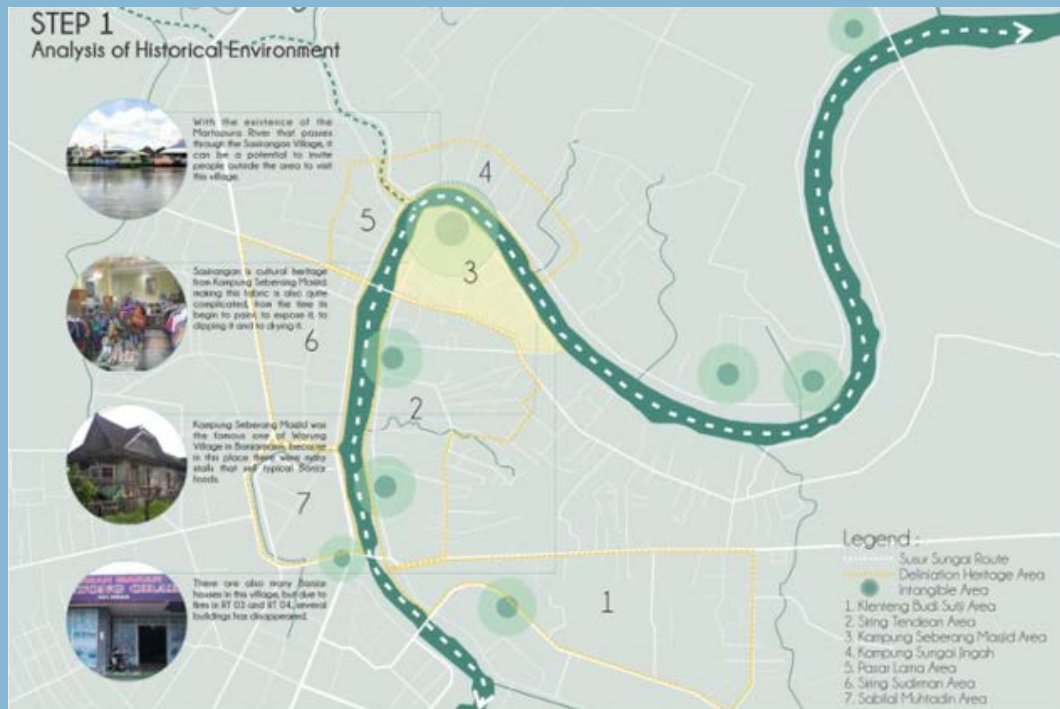 STEP 1
Analysis of Historical Environment
With the existence of the
Martapura River that passes
through the Sasirangan Village, it
can be a potential to invite
people outside the area to visit
this village.
Sasirangan is cultural heritage
from Kampung Seberang Masjid.
making this fabric is also quite
complicated, from the time its
begin to paint, to expose it, to
dipping it and to drying it.
Kampung Seberang Masjid was
the famous one of Warung
Village in Banjarmasin, because
in this place there were many
stalls that sell typical Banjar
foods.
There are also many Banjar
houses in this village, but due to
fires in RT 03 and RT 04, several
buildings has disappeared.
4
5
3
6
2
7
1
Legend :
Susur Sungai Route
Deliniation Heritage Area
Intangible Area
1. Klenteng Budi Sutji Area
2. Siring Tendean Area
3. Kampung Seberang Masjid Area
4. Kampung Sungai Jingah
5. Pasar Lama Area
6. Siring Sudirman Area
7. Sabilal Muhtadin Area